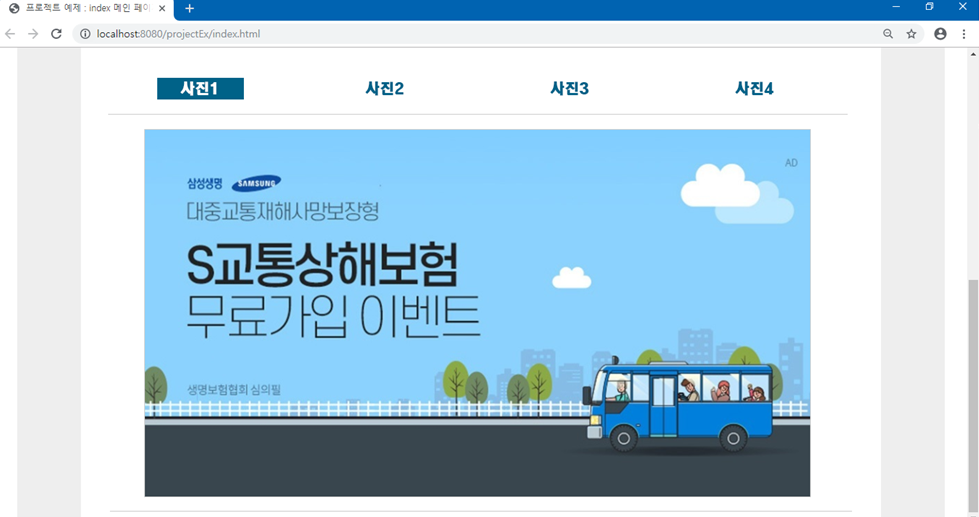 프로젝트 예제 : index 메인 페이
localhost:8080/projectEx/index.html
사진1 사진2 사진3 사진4
AD
삼성생명 SAMSUNG
대중교통재해사망보장형
S교통상해보험
무료가입 이벤트
생명보험협회 심의필